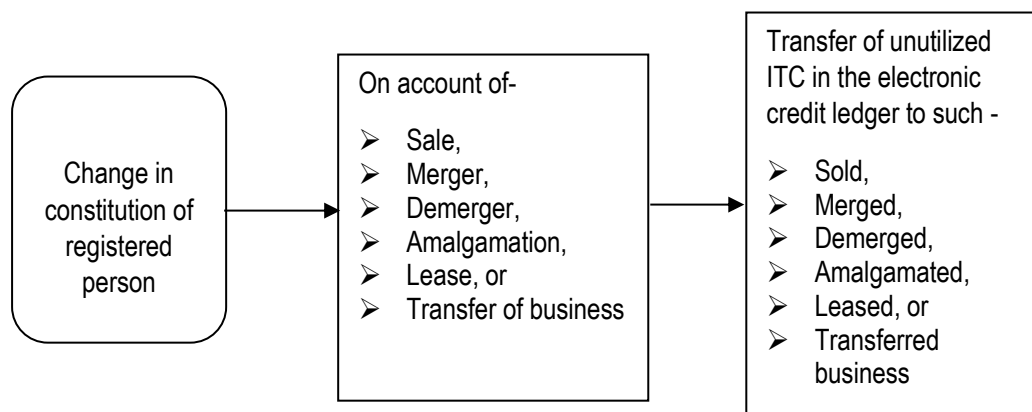 Change in
constitution of
registered
person
On account of-
➢ Sale,
➢ Merger,
➢ Demerger,
➢ Amalgamation,
➢ Lease, or
➢ Transfer of business
Transfer of unutilized
ITC in the electronic
credit ledger to such -
➢ Sold,
➢ Merged,
➢ Demerged,
➢ Amalgamated,
➢ Leased, or
➢ Transferred
business